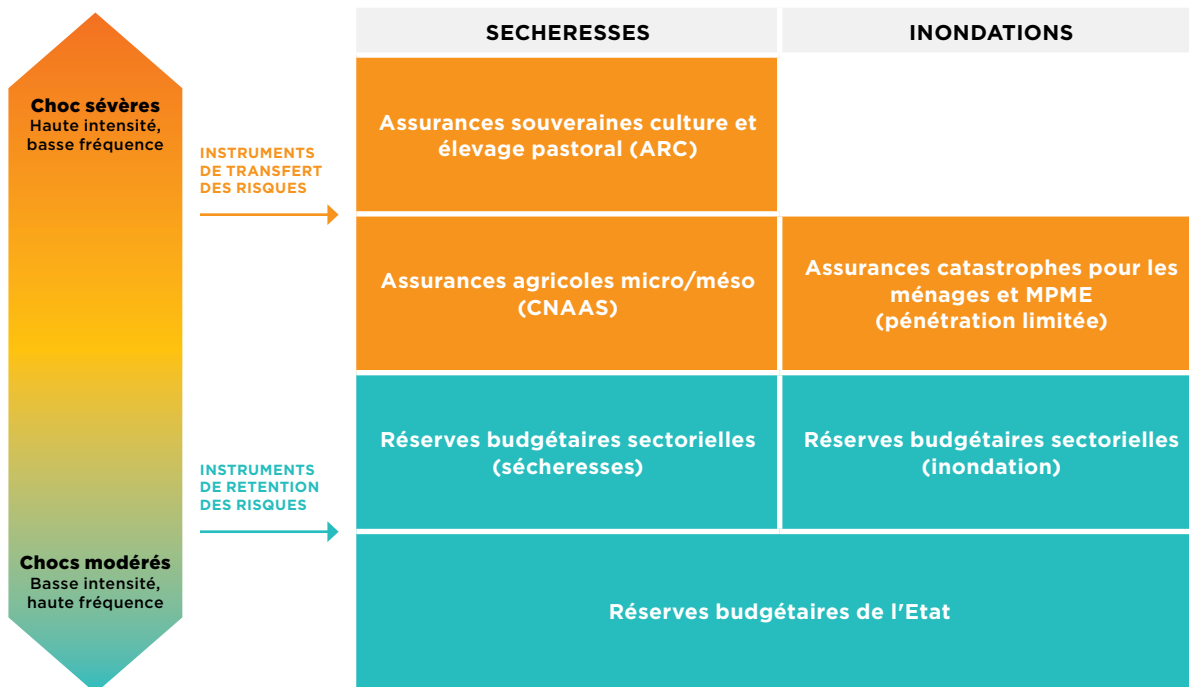 SECHERESSES
INONDATIONS
Choc sévères
Haute intensité,
basse fréquence
INSTRUMENTS
DE TRANSFERT
DES RISQUES
Assurances souveraines culture et
élevage pastoral (ARC)
Assurances agricoles micro/méso
(CNAAS)
Assurances catastrophes pour les
ménages et MPME
(pénétration limitée)
INSTRUMENTS
DE RETENTION
DES RISQUES
Réserves budgétaires sectorielles
(sécheresses)
Réserves budgétaires sectorielles
(inondation)
Chocs modérés
Basse intensité,
haute fréquence
Réserves budgétaires de l'Etat